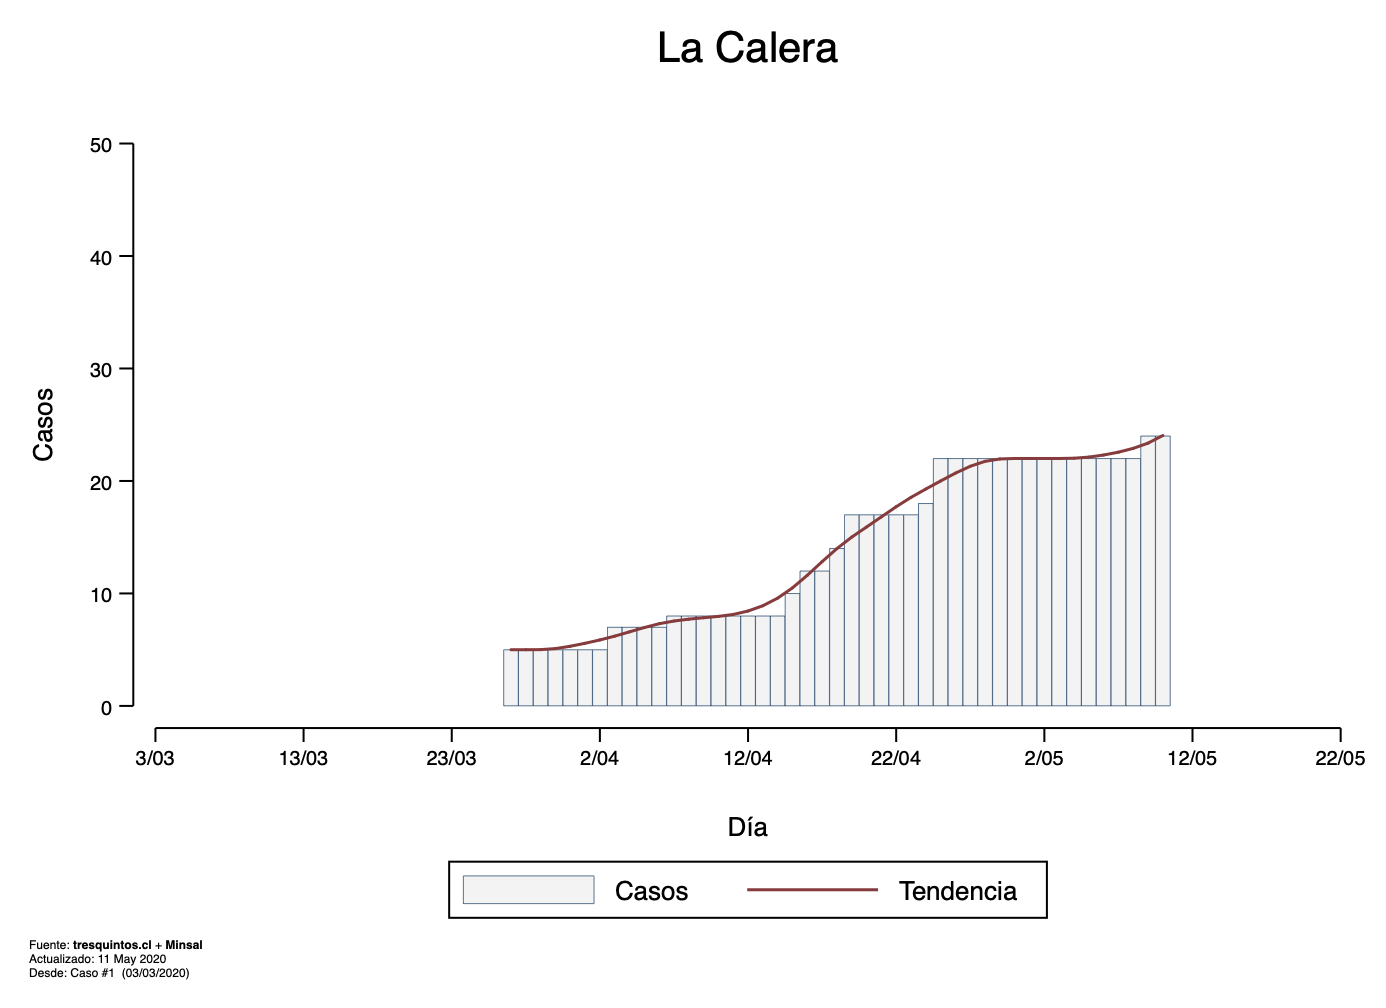 La Calera
50
40
30
20
10
0
Casos
3/03 13/03 23/03 2/04 12/04 22/04 2/05 12/05 22/05
Día
Casos Tendencia
Fuente: tresquintos.cl + Minsal
Actualizado: 11 May 2020
Desde: Caso #1 (03/03/2020)